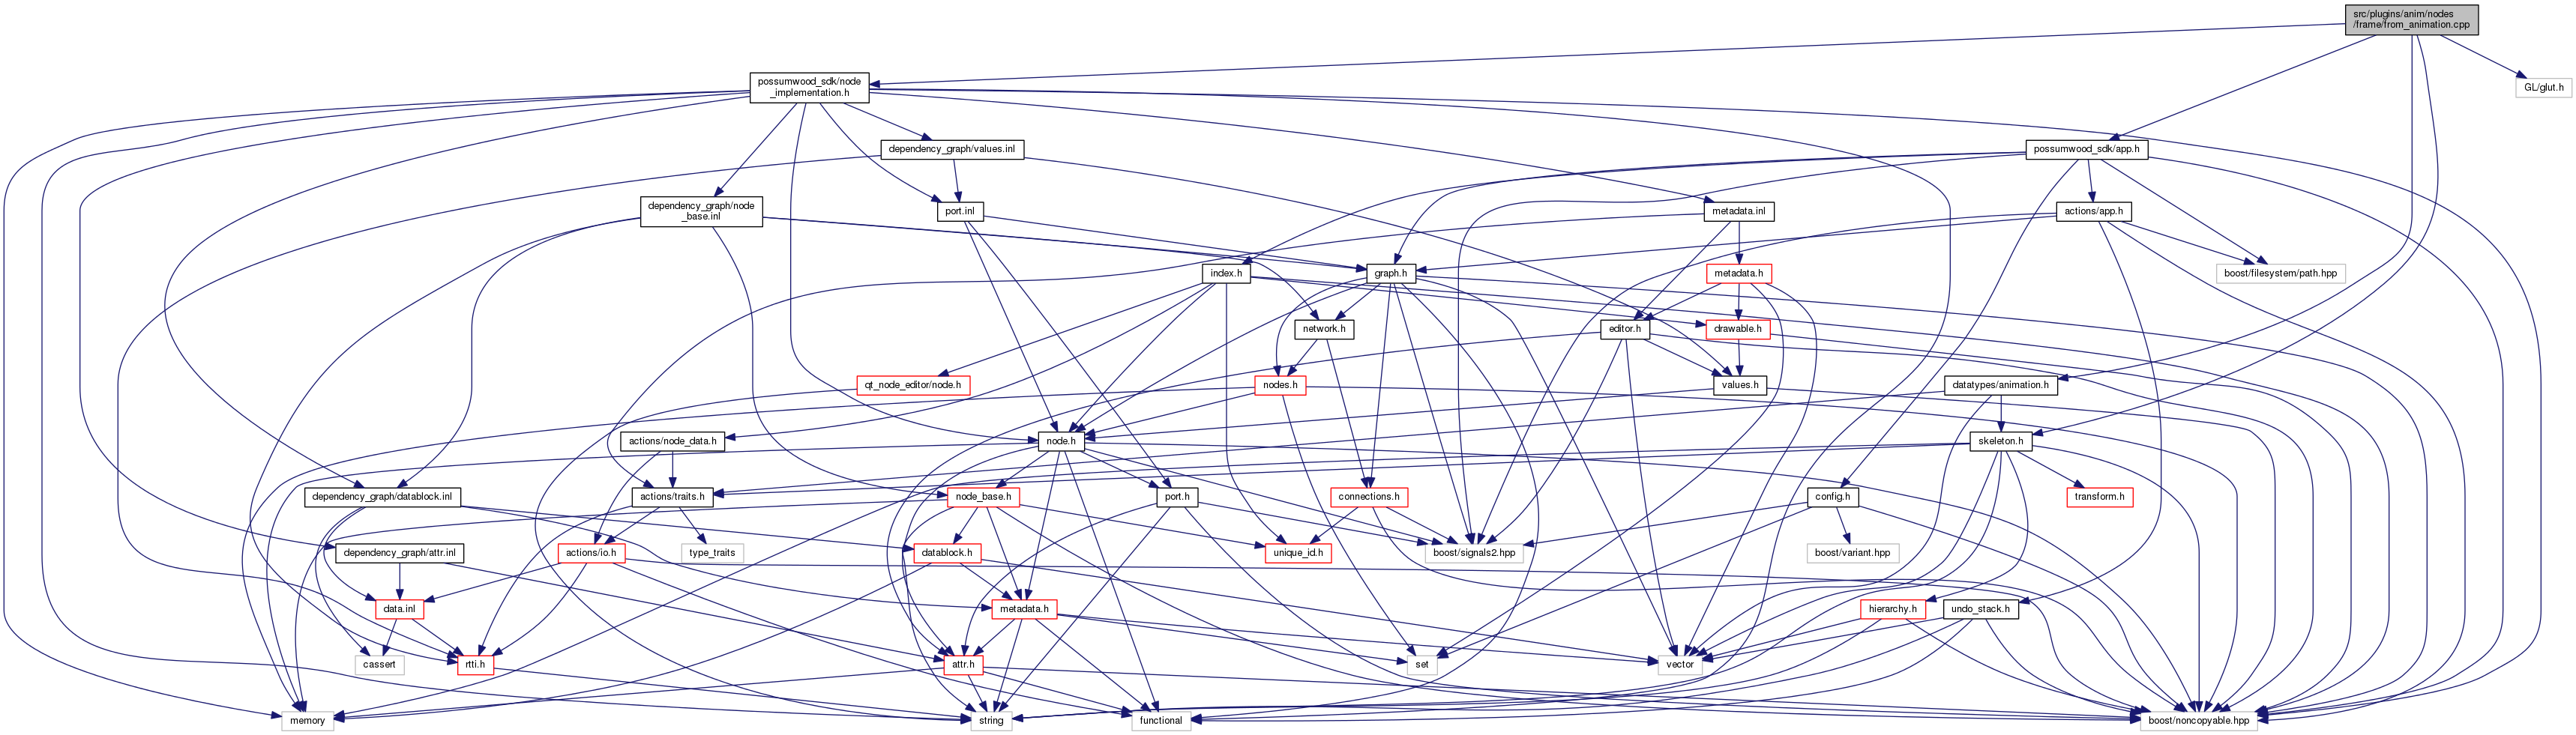 src/plugins/anim/nodes
/frame/from_animation.cpp
possumwood_sdk/node
_implementation.h
GL/glut.h
dependency_graph/values.inl
possumwood_sdk/app.h
dependency_graph/node
_base.inl
port.inl
metadata.inl
actions/app.h
index.h
graph.h
metadata.h
boost/filesystem/path.hpp
network.h
editor.h
drawable.h
qt_node_editor/node.h
nodes.h
values.h
datatypes/animation.h
actions/node_data.h
node.h
skeleton.h
dependency_graph/datablock.inl
actions/traits.h
node_base.h
port.h
connections.h
config.h
transform.h
dependency_graph/attr.inl
actions/io.h
type_traits
datablock.h
unique_id.h
boost/signals2.hpp
boost/variant.hpp
data.inl
metadata.h
hierarchy.h
undo_stack.h
cassert
rtti.h
attr.h
set
vector
memory
string
functional
boost/noncopyable.hpp